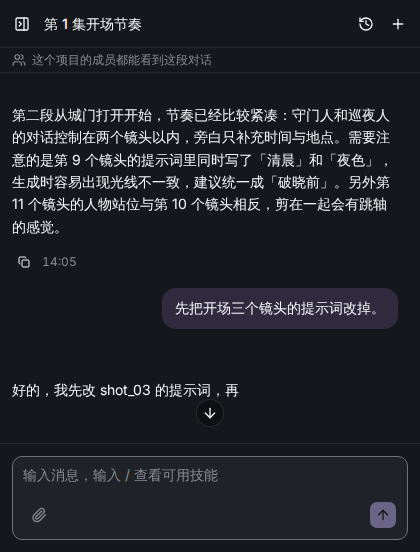 第 1 集开场节奏
这个项目的成员都能看到这段对话
第二段从城门打开开始，节奏已经比较紧凑：守门人和巡夜人
的对话控制在两个镜头以内，旁白只补充时间与地点。需要注
意的是第 9 个镜头的提示词里同时写了「清晨」和「夜色」，
生成时容易出现光线不一致，建议统一成「破晓前」。另外第
11 个镜头的人物站位与第 10 个镜头相反，剪在一起会有跳轴
的感觉。
14:05
先把开场三个镜头的提示词改掉。
好的，我先改 shot_03 的提示词，再
输入消息，输入 / 查看可用技能